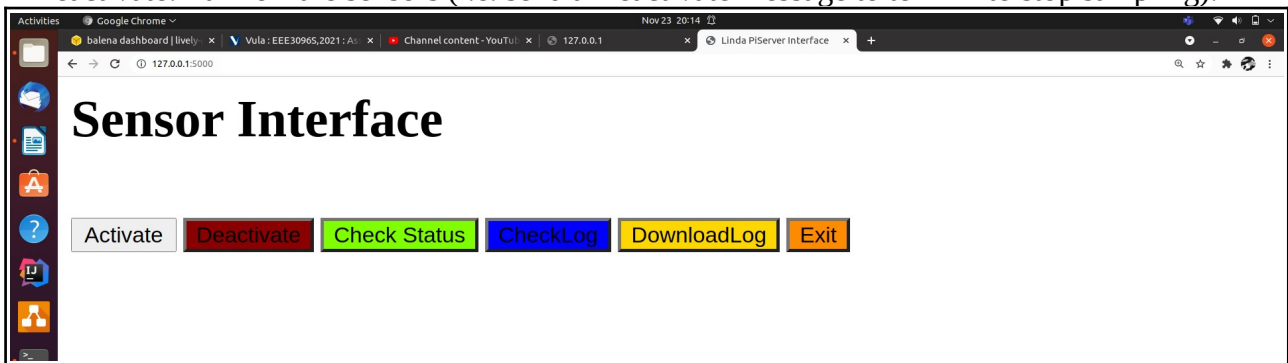 Activities Google Chrome Nov 23 20:14
balena dashboard | lively- Vula : EEE3096S,2021 : As Channel content - YouTub 127.0.0.1 Linda PiServer Interface
127.0.0.1:5000
Sensor Interface
Activate Deactivate Check Status CheckLog DownloadLog Exit